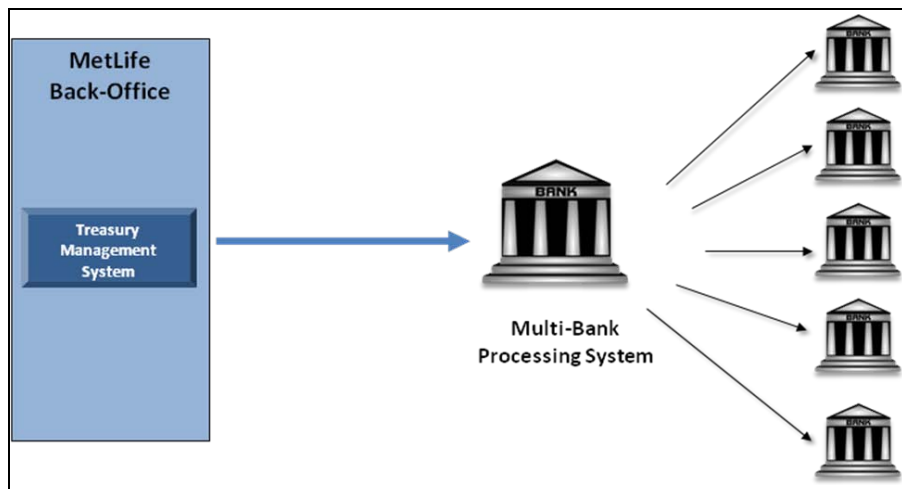 MetLife
Back-Office
Treasury
Management
System
BANK
Multi-Bank
Processing System
BANK
BANK
BANK
BANK
BANK